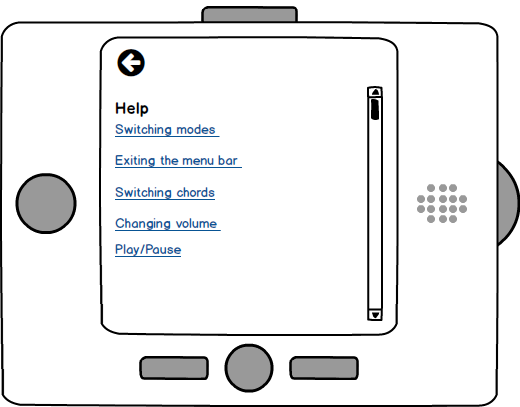 Help
Switching modes
Exiting the menu bar
Switching chords
Changing volume
Play/Pause